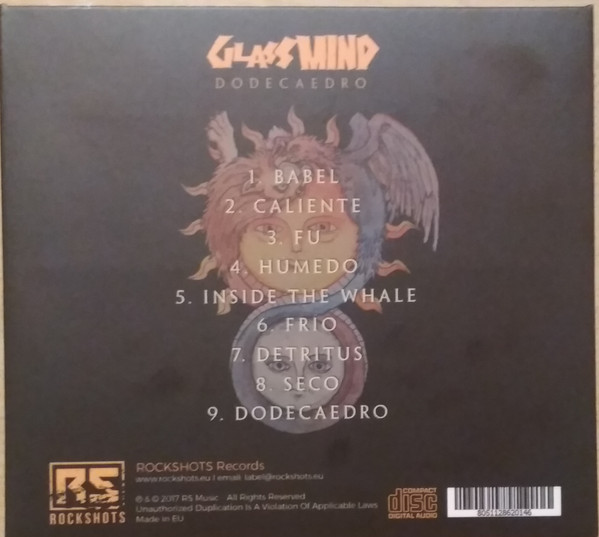 GLASS MIND
DODECAEDRO
1. BABEL
2. CALIENTE
3. FU
4. HUMEDO
5. INSIDE THE WHALE
6. FRIO
7. DETRITUS
8. SECO
9. DODECAEDRO
RS
ROCKSHOTS
ROCKSHOTS Records
www.rockshots.eu | email: label@rockshots.eu
℗ & © 2017 RS Music All Rights Reserved
Unauthorized Duplication Is A Violation Of Applicable Laws
Made in EU
COMPACT
disc
DIGITAL AUDIO
8051128620146